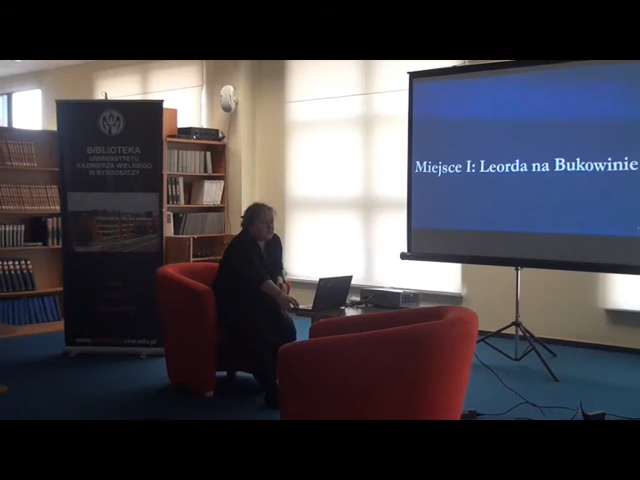 BIBLIOTEKA
UNIWERSYTETU
KAZIMIERZA WIELKIEGO
W BYDGOSZCZY
Miejsce I: Leorda na Bukowinie